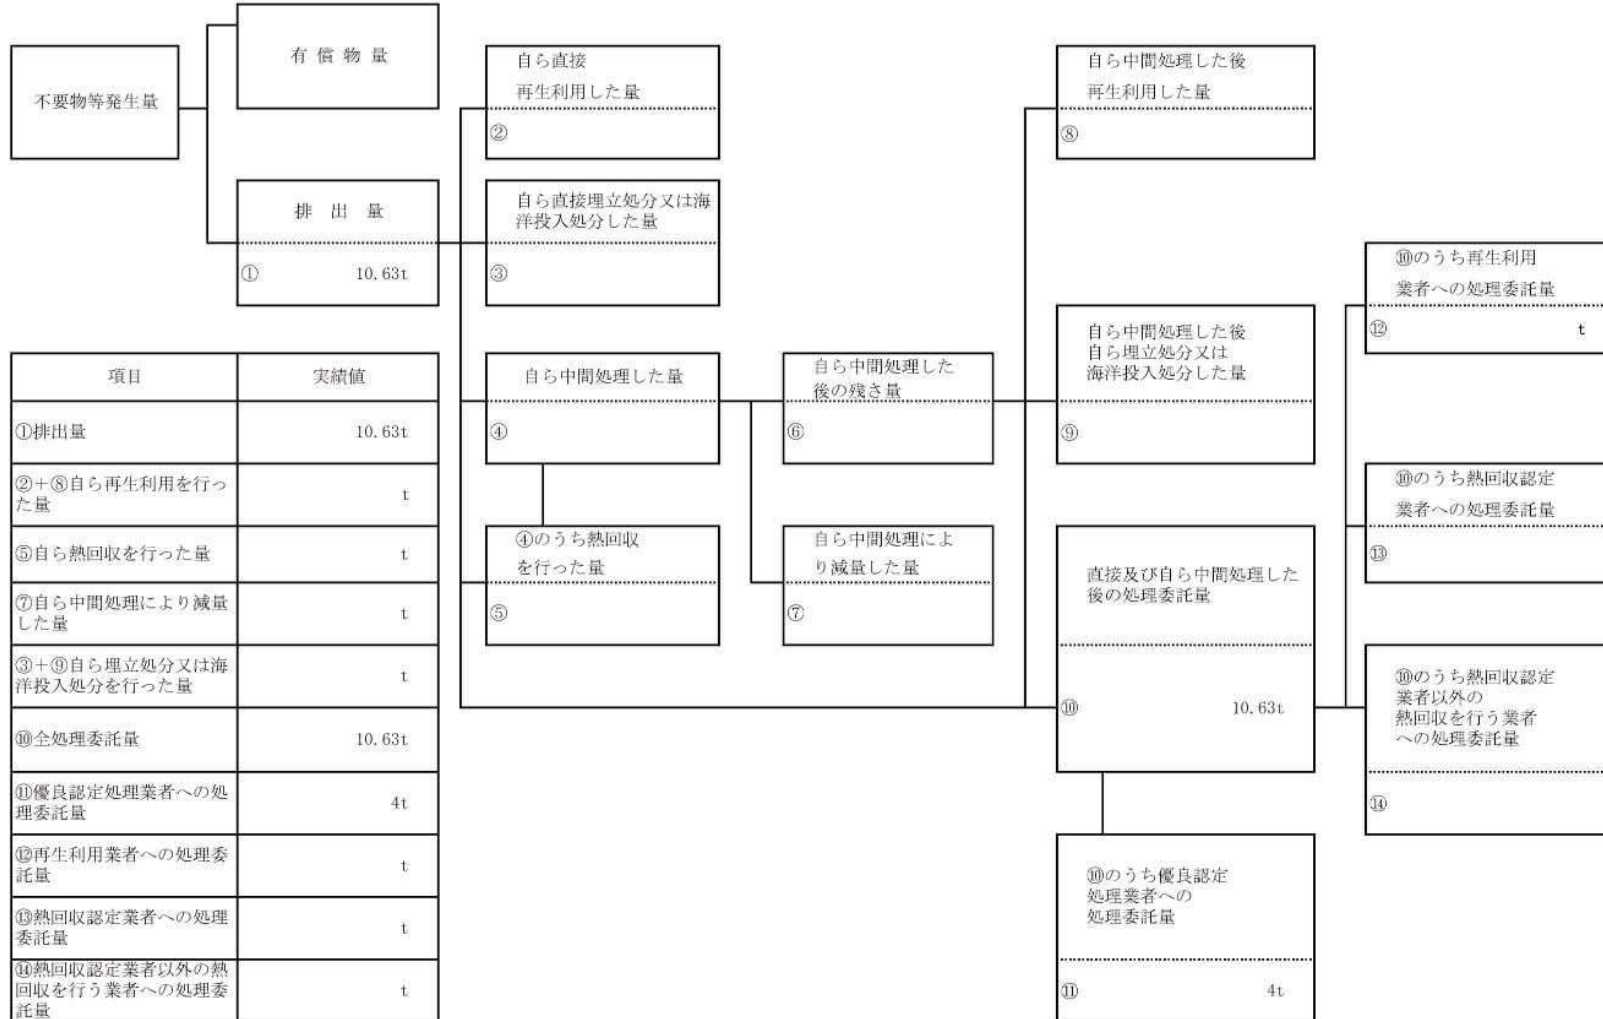 不要物等発生量
有 償 物 量
排 出 量
① 10.63t
自ら直接
再生利用した量
②
自ら直接埋立処分又は海
洋投入処分した量
③
自ら中間処理した量
④
④のうち熱回収
を行った量
⑤
自ら中間処理した
後の残さ量
⑥
自ら中間処理によ
り減量した量
⑦
自ら中間処理した後
再生利用した量
⑧
自ら中間処理した後
自ら埋立処分又は
海洋投入処分した量
⑨
直接及び自ら中間処理した
後の処理委託量
⑩ 10.63t
⑩のうち優良認定
処理業者への
処理委託量
⑪ 4t
⑩のうち再生利用
業者への処理委託量
⑫ t
⑩のうち熱回収認定
業者への処理委託量
⑬
⑩のうち熱回収認定
業者以外の
熱回収を行う業者
への処理委託量
⑭
項目 実績値
①排出量 10.63t
②+⑧自ら再生利用を行っ
た量 t
⑤自ら熱回収を行った量 t
⑦自ら中間処理により減量
した量 t
③+⑨自ら埋立処分又は海
洋投入処分を行った量 t
⑩全処理委託量 10.63t
⑪優良認定処理業者への処
理委託量 4t
⑫再生利用業者への処理委
託量 t
⑬熱回収認定業者への処理
委託量 t
⑭熱回収認定業者以外の熱
回収を行う業者への処理委
託量 t